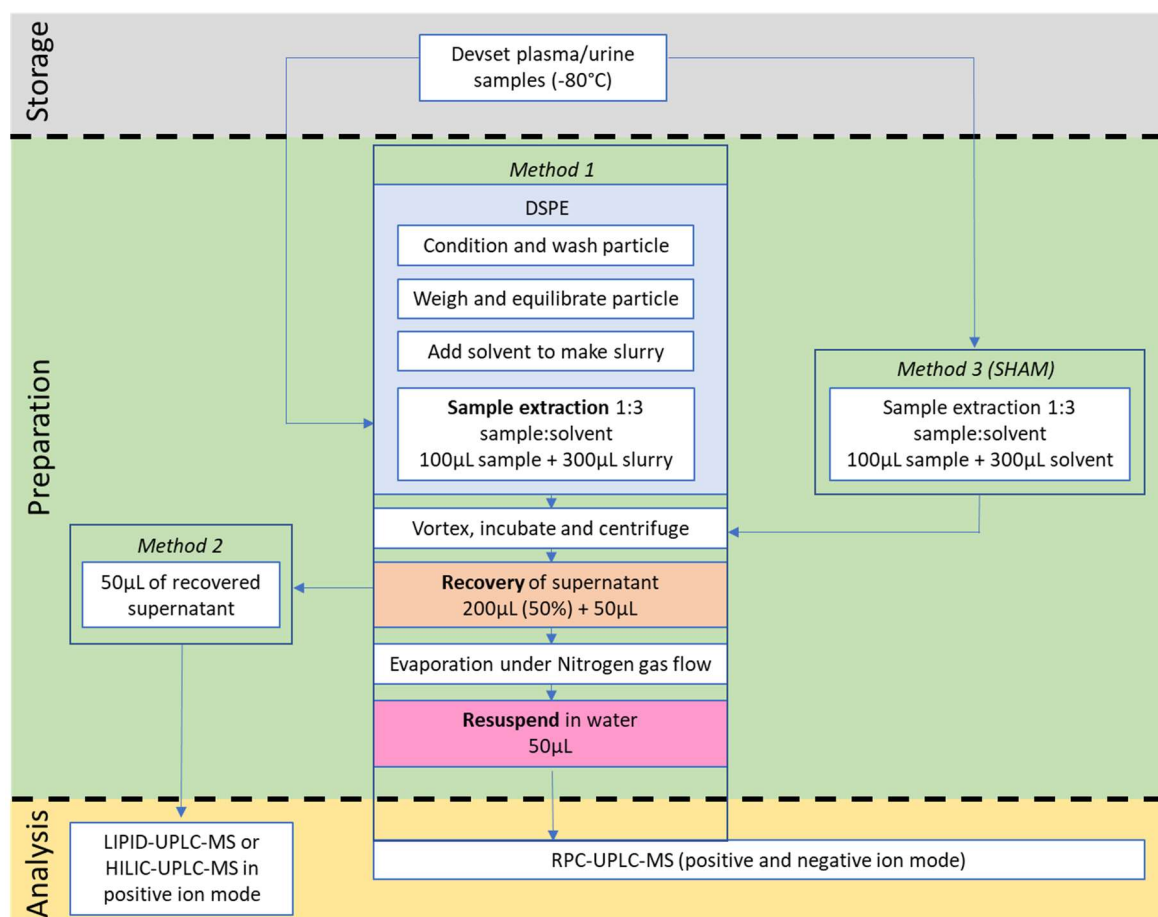 Storage
Devset plasma/urine
samples (-80°C)
Preparation
Method 1
DSPE
Condition and wash particle
Weigh and equilibrate particle
Add solvent to make slurry
Sample extraction 1:3
sample:solvent
100µL sample + 300µL slurry
Method 3 (SHAM)
Sample extraction 1:3
sample:solvent
100µL sample + 300µL solvent
Vortex, incubate and centrifuge
Method 2
50µL of recovered
supernatant
Recovery of supernatant
200µL (50%) + 50µL
Evaporation under Nitrogen gas flow
Resuspend in water
50µL
Analysis
LIPID-UPLC-MS or
HILIC-UPLC-MS in
positive ion mode
RPC-UPLC-MS (positive and negative ion mode)